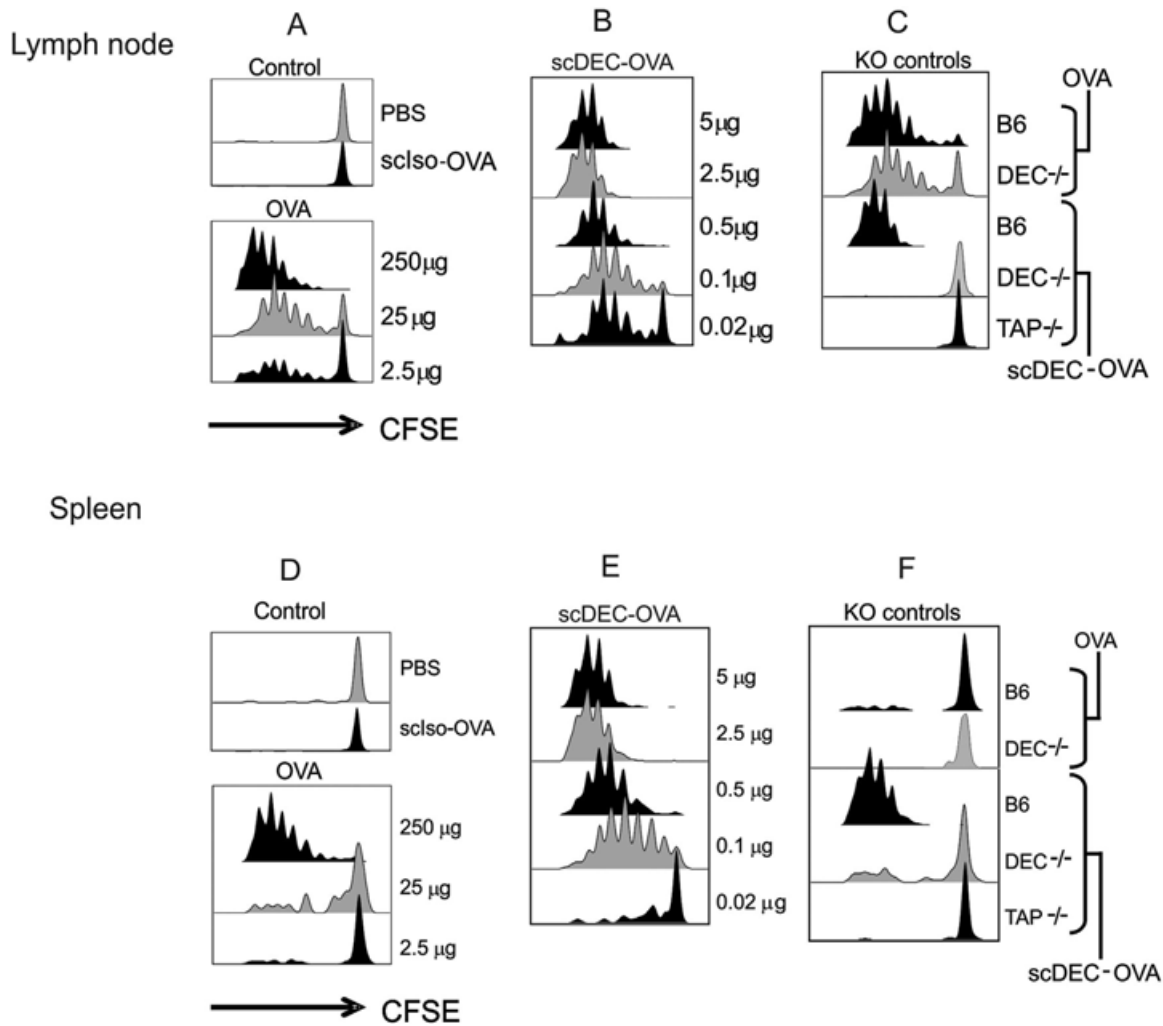 Lymph node
A
Control
PBS
scIso-OVA
OVA
250μg
25μg
2.5μg
CFSE
B
scDEC-OVA
5μg
2.5μg
0.5μg
0.1μg
0.02μg
C
KO controls
OVA
B6
DEC-/-
B6
DEC-/-
TAP-/-
scDEC-OVA
Spleen
D
Control
PBS
scIso-OVA
OVA
250 μg
25 μg
2.5 μg
CFSE
E
scDEC-OVA
5 μg
2.5 μg
0.5 μg
0.1 μg
0.02 μg
F
KO controls
OVA
B6
DEC-/-
B6
DEC-/-
TAP -/-
scDEC-OVA